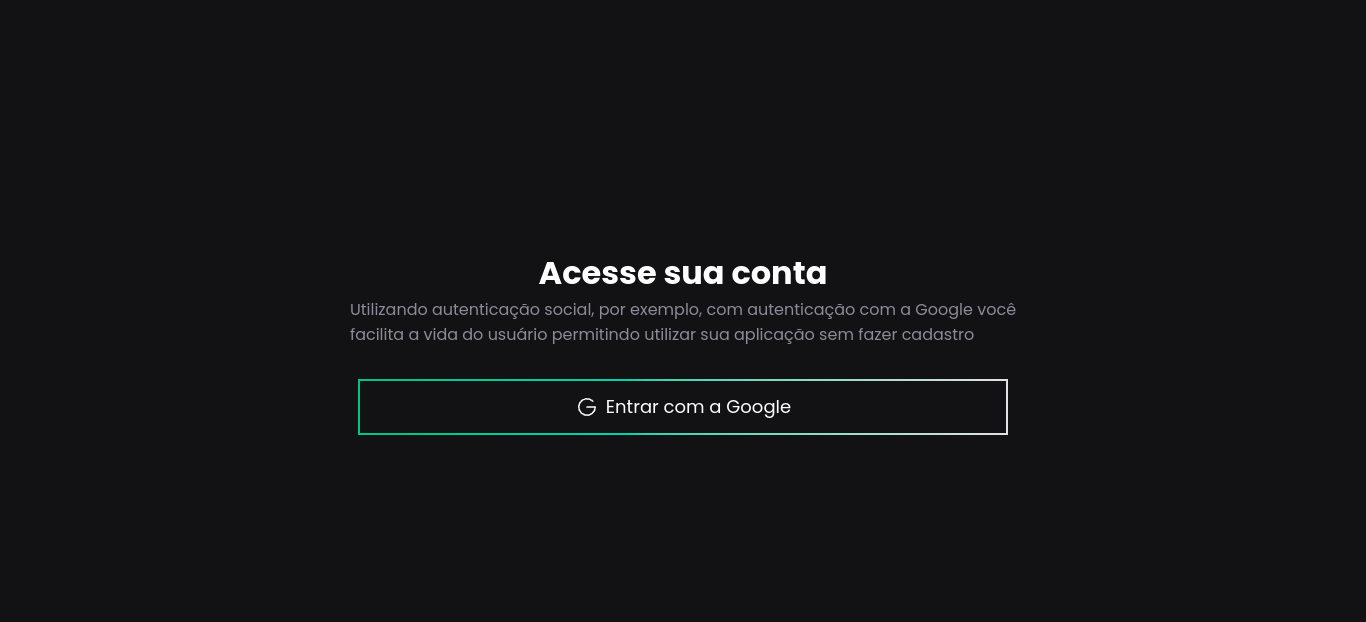 Acesse sua conta
Utilizando autenticação social, por exemplo, com autenticação com a Google você
facilita a vida do usuário permitindo utilizar sua aplicação sem fazer cadastro
Entrar com a Google